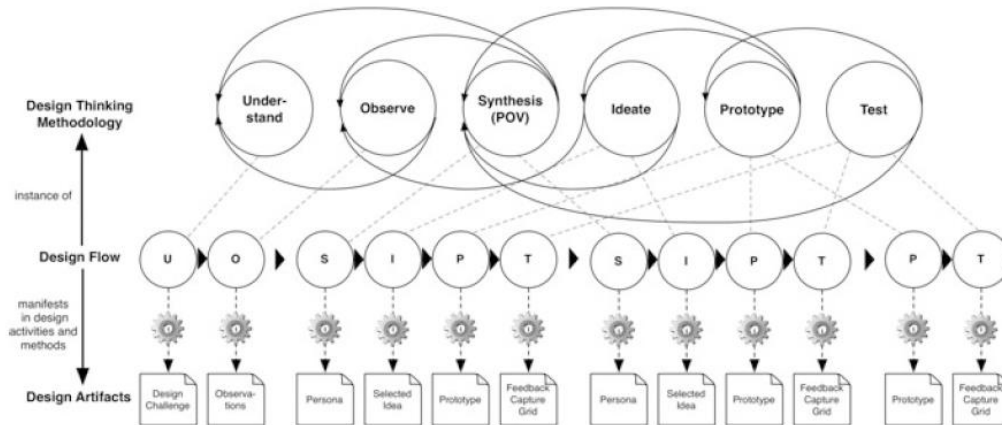 Design Thinking
Methodology
Under-
stand
Observe
Synthesis
(POV)
Ideate
Prototype
Test
instance of
Design Flow
U
O
S
I
P
T
S
I
P
T
P
T
manifests
in design
activities and
methods
Design Artifacts
Design
Challenge
Observa-
tions
Persona
Selected
Idea
Prototype
Feedback
Capture
Grid
Persona
Selected
Idea
Prototype
Feedback
Capture
Grid
Prototype
Feedback
Capture
Grid